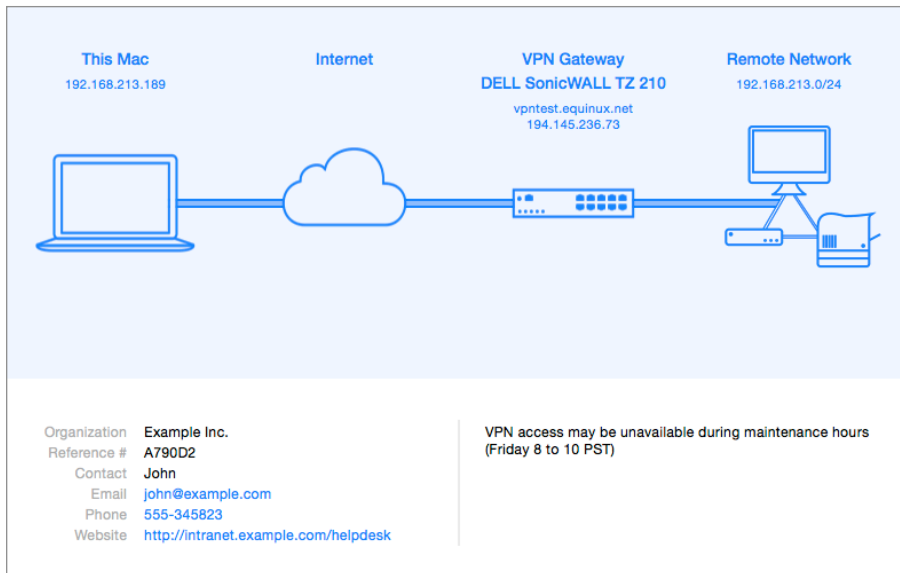 This Mac
192.168.213.189
Internet
VPN Gateway
DELL SonicWALL TZ 210
vpntest.equinux.net
194.145.236.73
Remote Network
192.168.213.0/24
Organization Example Inc.
Reference # A790D2
Contact John
Email john@example.com
Phone 555-345823
Website http://intranet.example.com/helpdesk
VPN access may be unavailable during maintenance hours
(Friday 8 to 10 PST)